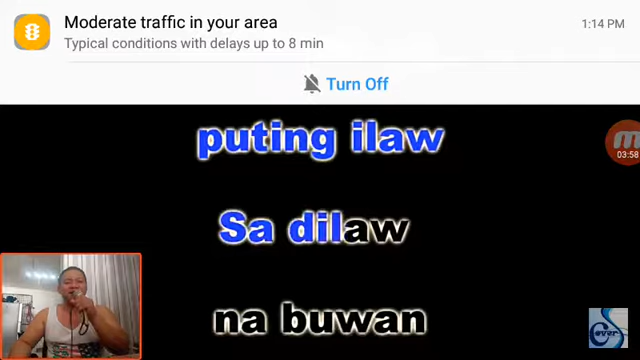 Moderate traffic in your area
1:14 PM
Typical conditions with delays up to 8 min
Turn Off
puting ilaw
03:58
Sa dilaw
na buwan
Cover